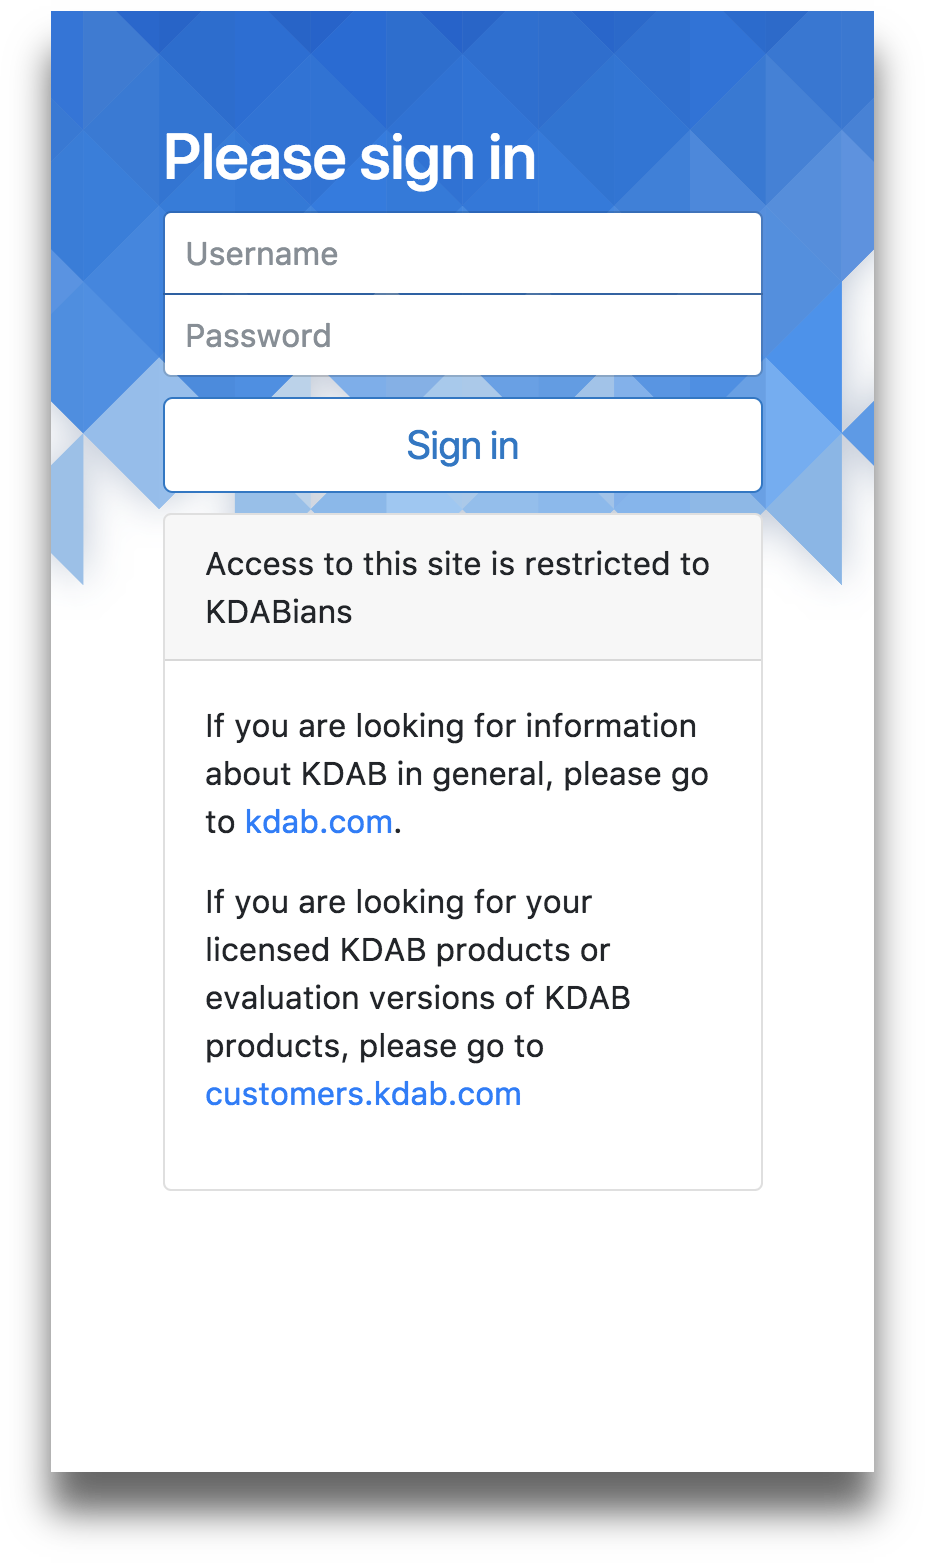 Please sign in
Username
Password
Sign in
Access to this site is restricted to
KDABians
If you are looking for information
about KDAB in general, please go
to kdab.com.
If you are looking for your
licensed KDAB products or
evaluation versions of KDAB
products, please go to
customers.kdab.com